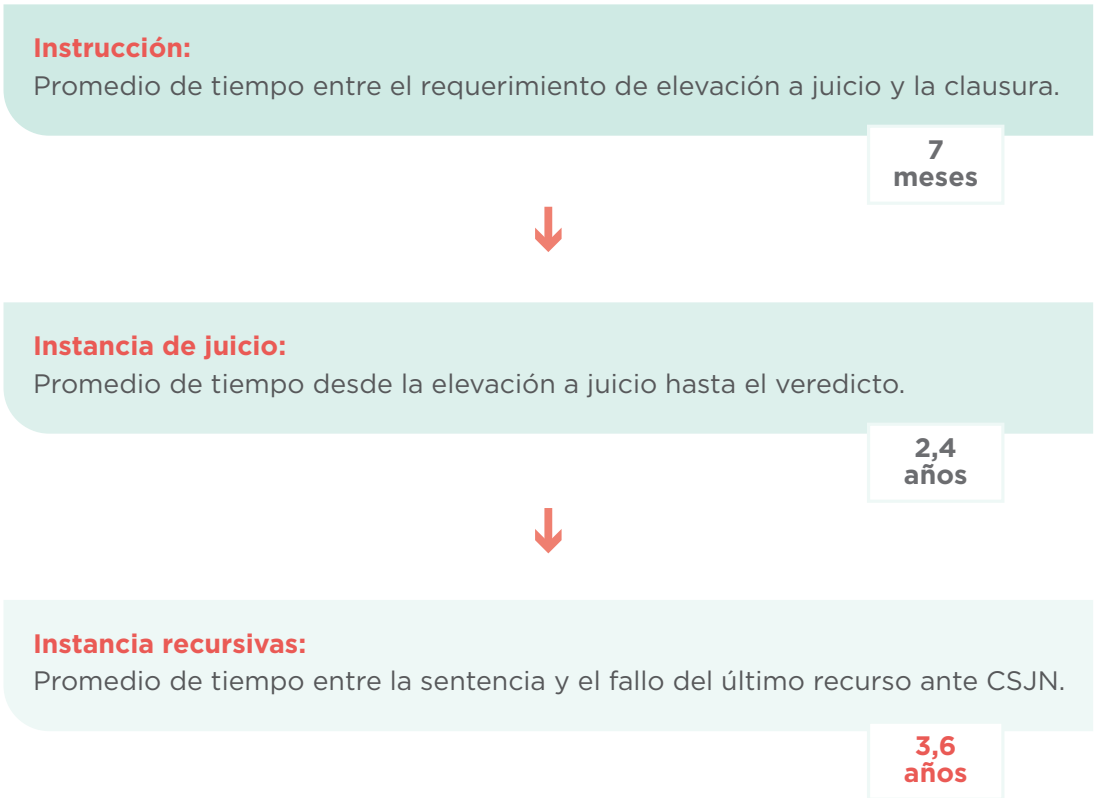 Instrucción:
Promedio de tiempo entre el requerimiento de elevación a juicio y la clausura.
7
meses
Instancia de juicio:
Promedio de tiempo desde la elevación a juicio hasta el veredicto.
2,4
años
Instancia recursivas:
Promedio de tiempo entre la sentencia y el fallo del último recurso ante CSJN.
3,6
años